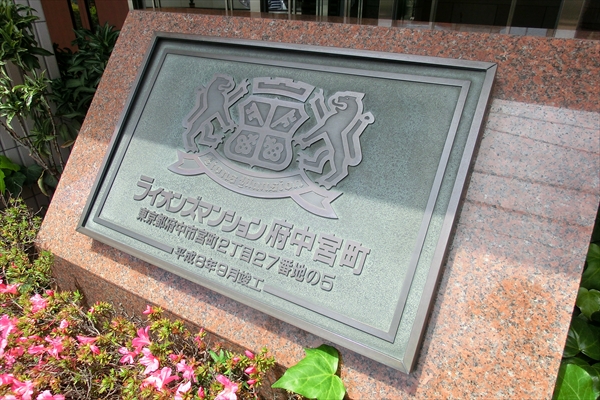 ライオンズマンション 府中宮町
東京都府中市宮町2丁目27番地の5
平成8年9月竣工